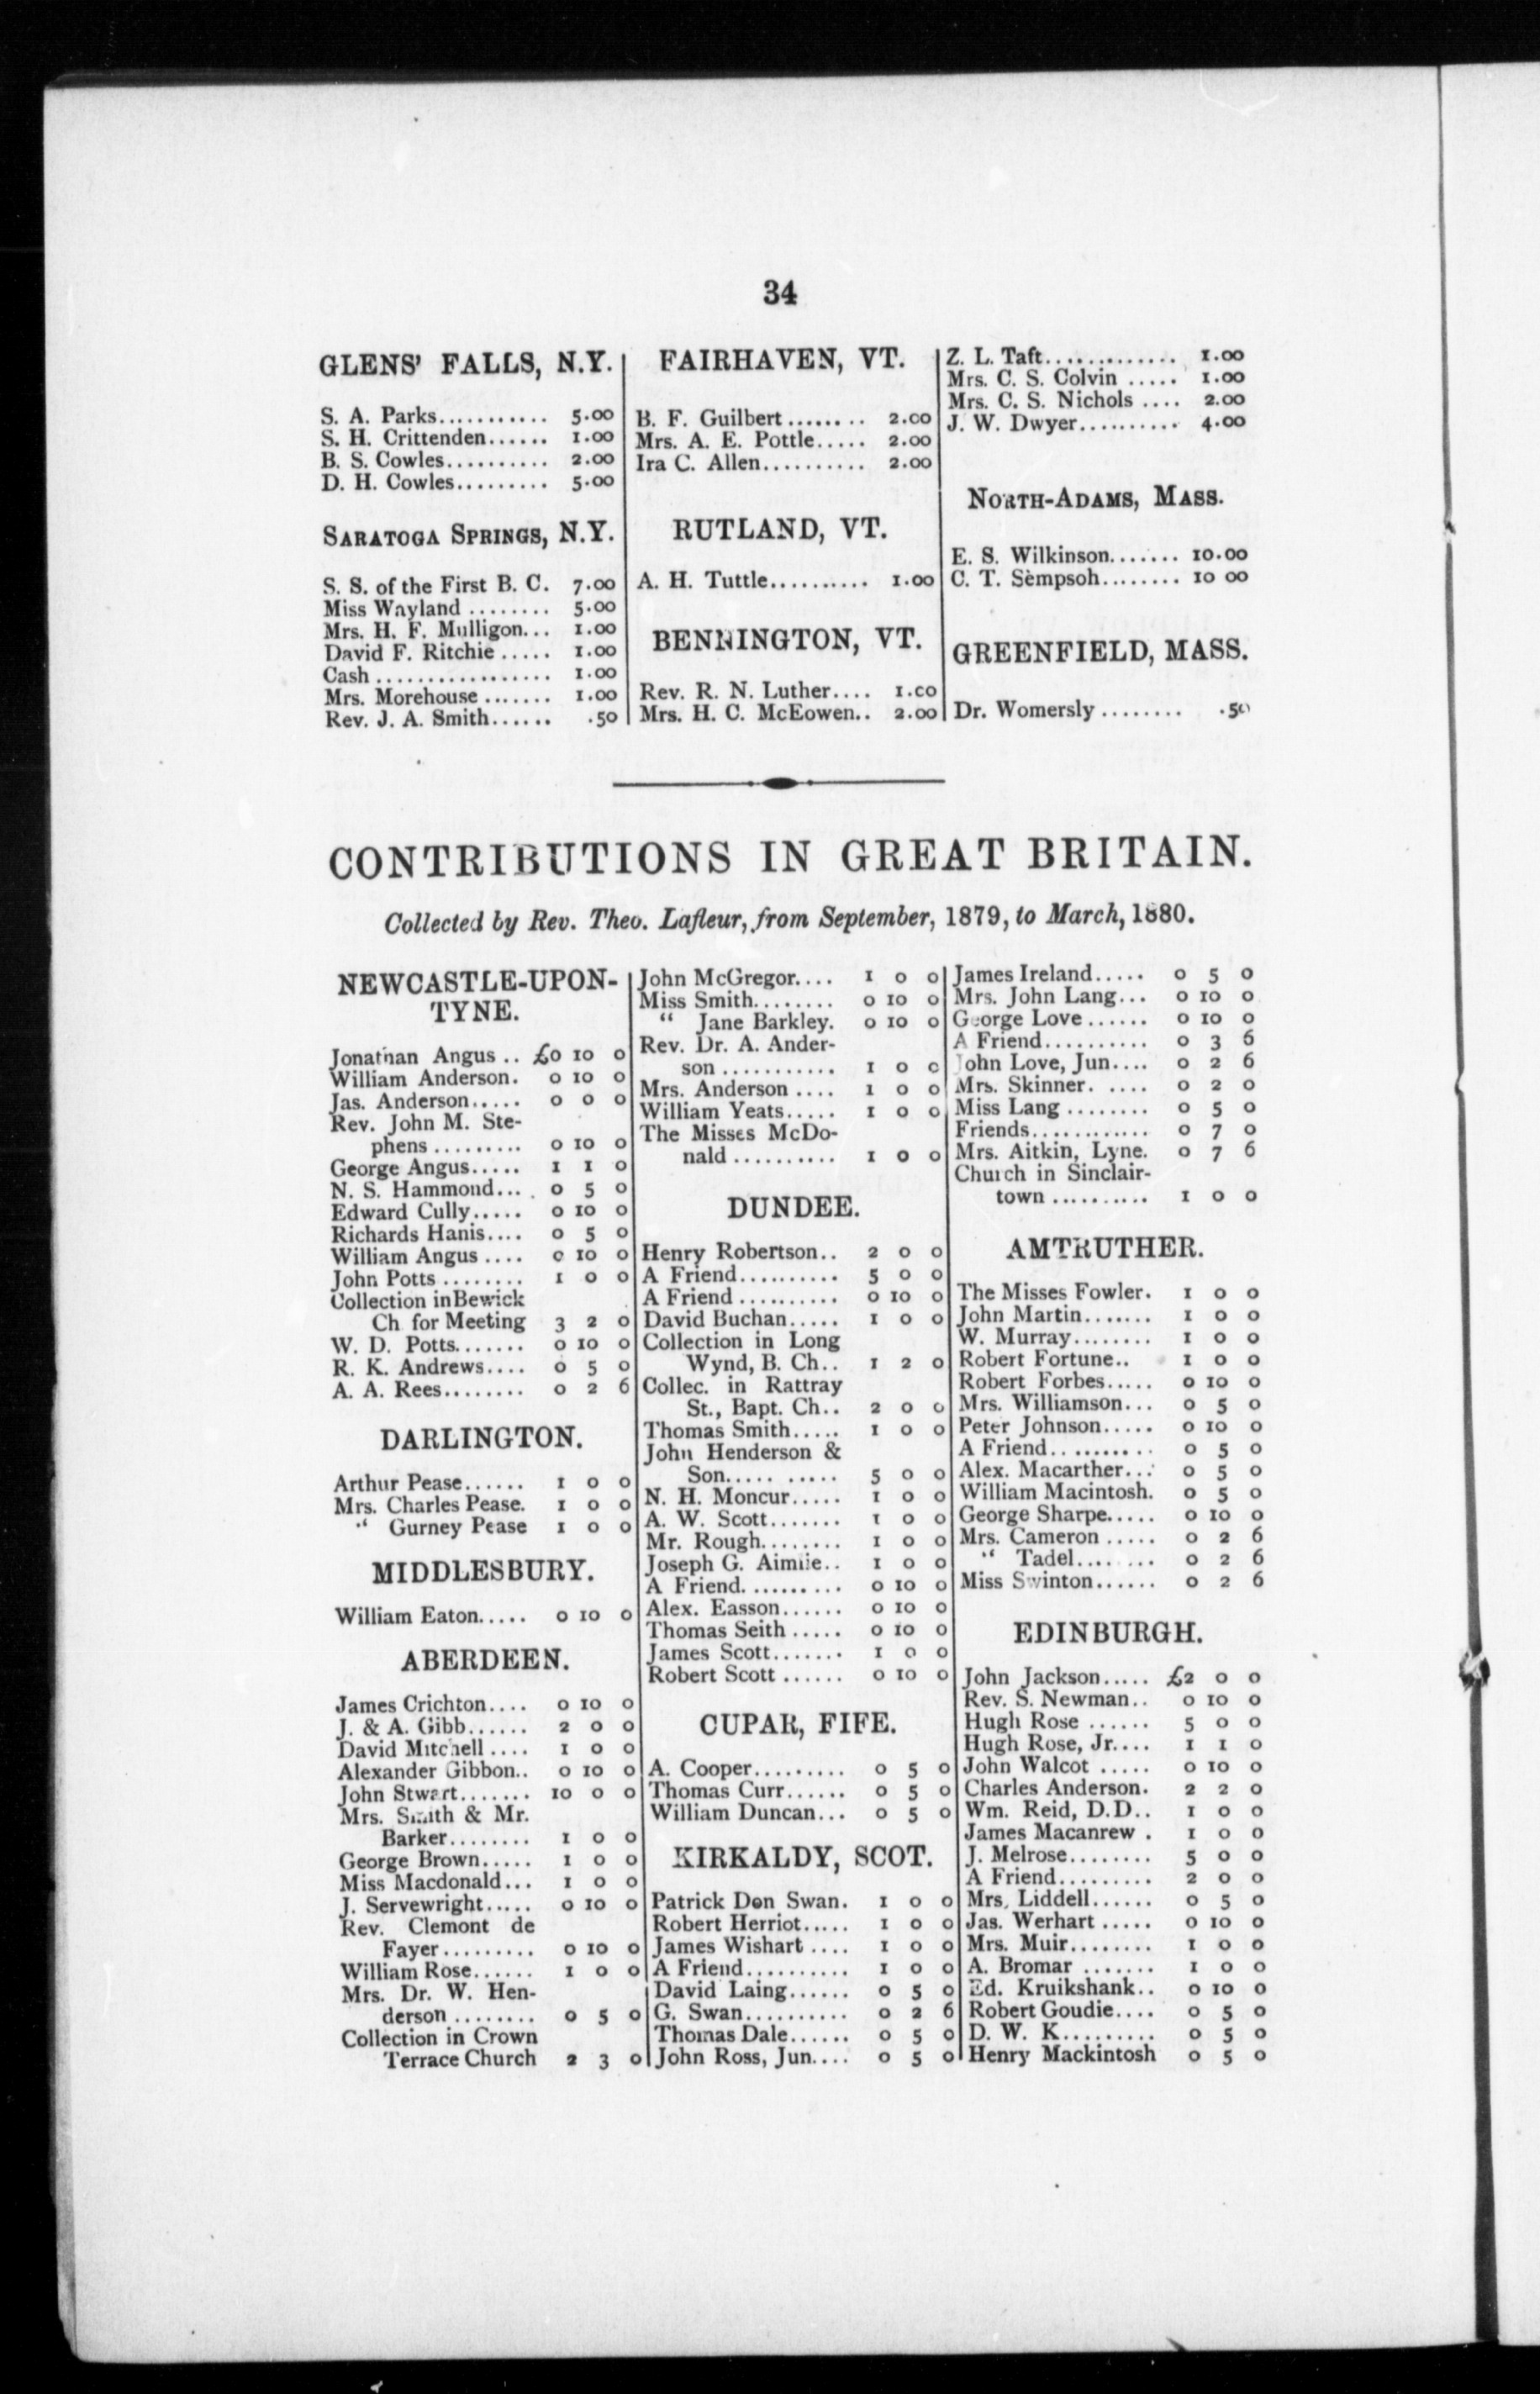 34
GLENS' FALLS, N.Y.
S. A. Parks........... 5.00
S. H. Crittenden...... 1.00
B. S. Cowles.......... 2.00
D. H. Cowles......... 5.00
SARATOGA SPRINGS, N.Y.
S. S. of the First B. C. 7.00
Miss Wayland ........ 5.00
Mrs. H. F. Mulligon... 1.00
David F. Ritchie ..... 1.00
Cash ................. 1.00
Mrs. Morehouse ....... 1.00
Rev. J. A. Smith...... .50
FAIRHAVEN, VT.
B. F. Guilbert........ 2.00
Mrs. A. E. Pottle..... 2.00
Ira C. Allen.......... 2.00
RUTLAND, VT.
A. H. Tuttle.......... 1.00
BENNINGTON, VT.
Rev. R. N. Luther.... 1.00
Mrs. H. C. McEowen.. 2.00
Z. L. Taft............. 1.00
Mrs. C. S. Colvin ..... 1.00
Mrs. C. S. Nichols .... 2.00
J. W. Dwyer.......... 4.00
NORTH-ADAMS, MASS.
E. S. Wilkinson....... 10.00
C. T. Sempsoh........ 10 00
GREENFIELD, MASS.
Dr. Womersly ........ .50
CONTRIBUTIONS IN GREAT BRITAIN.
Collected by Rev. Theo. Lafleur, from September, 1879, to March, 1880.
NEWCASTLE-UPON-
TYNE.
Jonathan Angus .. £0 10 0
William Anderson. 0 10 0
Jas. Anderson..... 0 0 0
Rev. John M. Ste-
phens ......... 0 10 0
George Angus..... 1 1 0
N. S. Hammond.... 0 5 0
Edward Cully..... 0 10 0
Richards Hanis.... 0 5 0
William Angus .... 0 10 0
John Potts ........ 1 0 0
Collection in Bewick
Ch for Meeting 3 2 0
W. D. Potts....... 0 10 0
R. K. Andrews.... 0 5 0
A. A. Rees........ 0 2 6
DARLINGTON.
Arthur Pease...... 1 0 0
Mrs. Charles Pease. 1 0 0
" Gurney Pease 1 0 0
MIDDLESBURY.
William Eaton..... 0 10 0
ABERDEEN.
James Crichton.... 0 10 0
J. & A. Gibb...... 2 0 0
David Mitchell .... 1 0 0
Alexander Gibbon.. 0 10 0
John Stwart....... 10 0 0
Mrs. Smith & Mr.
Barker........ 1 0 0
George Brown..... 1 0 0
Miss Macdonald... 1 0 0
J. Servewright..... 0 10 0
Rev. Clemont de
Fayer......... 0 10 0
William Rose...... 1 0 0
Mrs. Dr. W. Hen-
derson ........ 0 5 0
Collection in Crown
Terrace Church 2 3 0
John McGregor.... 1 0 0
Miss Smith........ 0 10 0
" Jane Barkley. 0 10 0
Rev. Dr. A. Ander-
son ........... 1 0 0
Mrs. Anderson .... 1 0 0
William Yeats..... 1 0 0
The Misses McDo-
nald .......... 1 0 0
DUNDEE.
Henry Robertson.. 2 0 0
A Friend.......... 5 0 0
A Friend .......... 0 10 0
David Buchan..... 1 0 0
Collection in Long
Wynd, B. Ch.. 1 2 0
Collec. in Rattray
St., Bapt. Ch.. 2 0 0
Thomas Smith..... 1 0 0
John Henderson &
Son.......... 5 0 0
N. H. Moncur..... 1 0 0
A. W. Scott....... 1 0 0
Mr. Rough........ 1 0 0
Joseph G. 1 0 0
A Friend.......... 0 10 0
Alex. Easson...... 0 10 0
Thomas Seith ..... 0 10 0
James Scott....... 1 0 0
Robert Scott ...... 0 10 0
CUPAR, FIFE.
A. Cooper......... 0 5 0
Thomas Curr...... 0 5 0
William Duncan... 0 5 0
KIRKALDY, SCOT.
Patrick Don Swan. 1 0 0
Robert Herriot..... 1 0 0
James Wishart .... 1 0 0
A Friend.......... 1 0 0
David Laing...... 0 5 0
G. Swan.......... 0 2 6
Thomas Dale...... 0 5 0
John Ross, Jun.... 0 5 0
James Ireland..... 0 5 0
Mrs. John Lang... 0 10 0
George Love ...... 0 10 0
A Friend.......... 0 3 6
John Love, Jun.... 0 2 6
Mrs. Skinner. .... 0 2 0
Miss Lang ........ 0 5 0
Friends............ 0 7 0
Mrs. Aitkin, Lyne. 0 7 6
Church in Sinclair-
town .......... 1 0 0
AMTRUTHER.
The Misses Fowler. 1 0 0
John Martin....... 1 0 0
W. Murray........ 1 0 0
Robert Fortune.. 1 0 0
Robert Forbes..... 0 10 0
Mrs. Williamson... 0 5 0
Peter Johnson..... 0 10 0
A Friend.......... 0 5 0
Alex. Macarther... 0 5 0
William Macintosh. 0 5 0
George Sharpe..... 0 10 0
Mrs. Cameron ..... 0 2 6
" Tadel........ 0 2 6
Miss Swinton...... 0 2 6
EDINBURGH.
John Jackson..... £2 0 0
Rev. S. Newman.. 0 10 0
Hugh Rose ...... 5 0 0
Hugh Rose, Jr.... 1 1 0
John Walcot ..... 0 10 0
Charles Anderson. 2 2 0
Wm. Reid, D.D.. 1 0 0
James Macanrew . 1 0 0
J. Melrose........ 5 0 0
A Friend......... 2 0 0
Mrs. Liddell...... 0 5 0
Jas. Werhart ..... 0 10 0
Mrs. Muir........ 1 0 0
A. Bromar ....... 1 0 0
Ed. Kruikshank.. 0 10 0
Robert Goudie.... 0 5 0
D. W. K......... 0 5 0
Henry Mackintosh 0 5 0